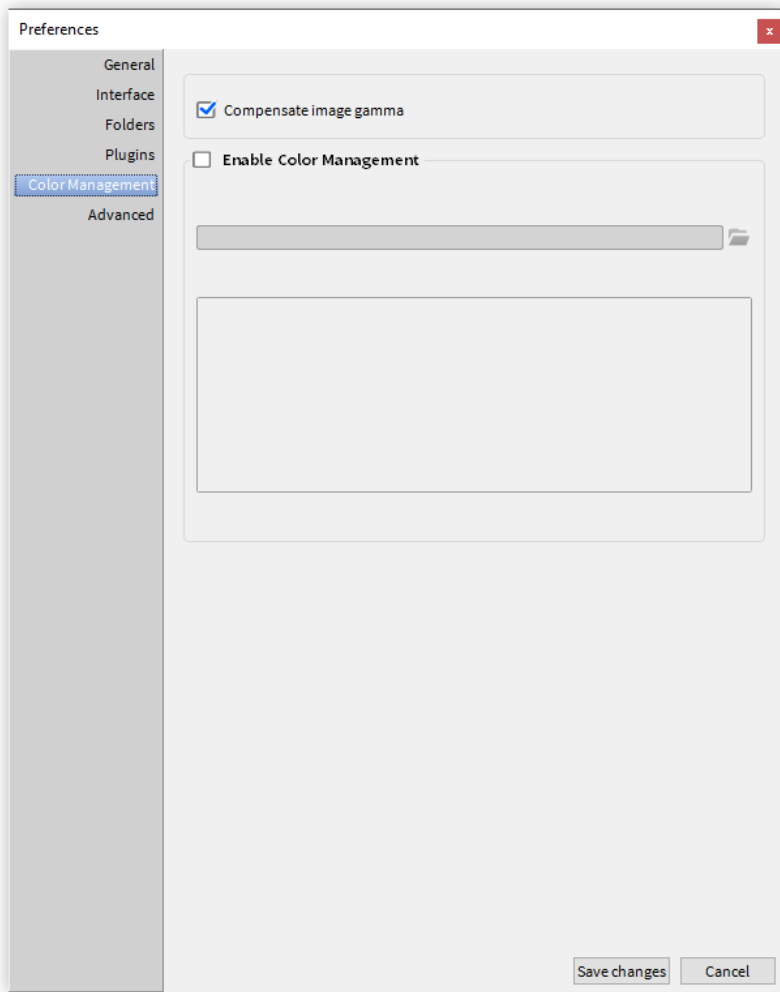 Preferences
x
General
Interface
Folders
Plugins
Color Management
Advanced
Compensate image gamma
Enable Color Management
Save changes
Cancel